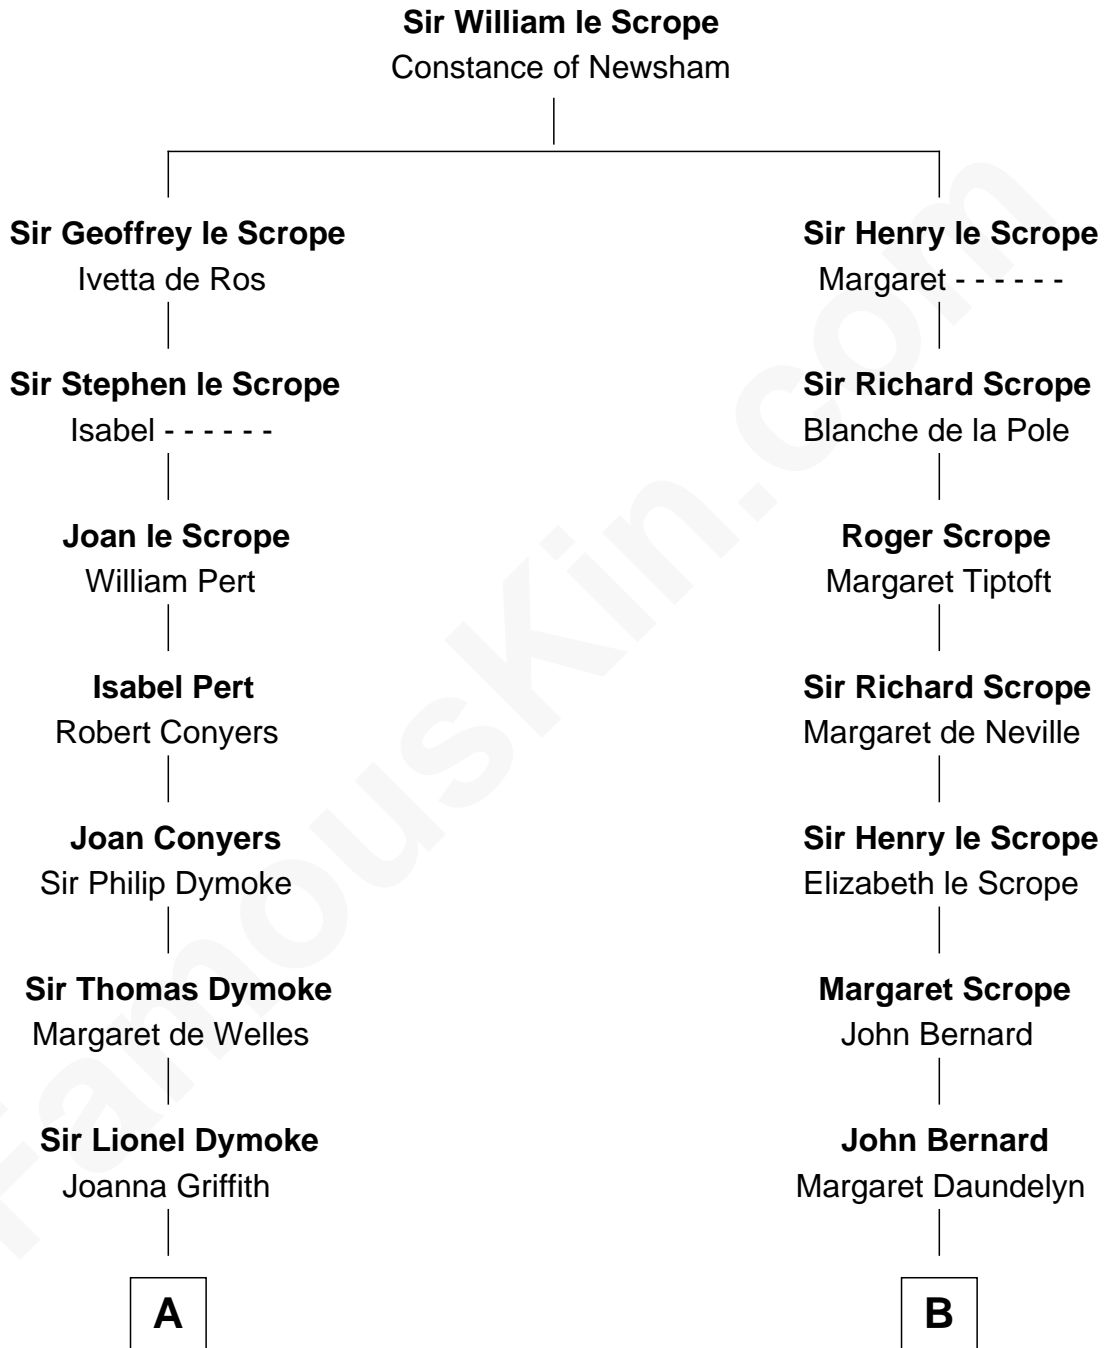 Sir William le Scrope
Constance of Newsham
Sir Geoffrey le Scrope
Ivetta de Ros
Sir Henry le Scrope
Margaret - - - - - -
Sir Stephen le Scrope
Isabel - - - - - -
Sir Richard Scrope
Blanche de la Pole
Joan le Scrope
William Pert
Roger Scrope
Margaret Tiptoft
Isabel Pert
Robert Conyers
Sir Richard Scrope
Margaret de Neville
Joan Conyers
Sir Philip Dymoke
Sir Henry le Scrope
Elizabeth le Scrope
Sir Thomas Dymoke
Margaret de Welles
Margaret Scrope
John Bernard
Sir Lionel Dymoke
Joanna Griffith
John Bernard
Margaret Daundelyn
A
B
FamousKin.com